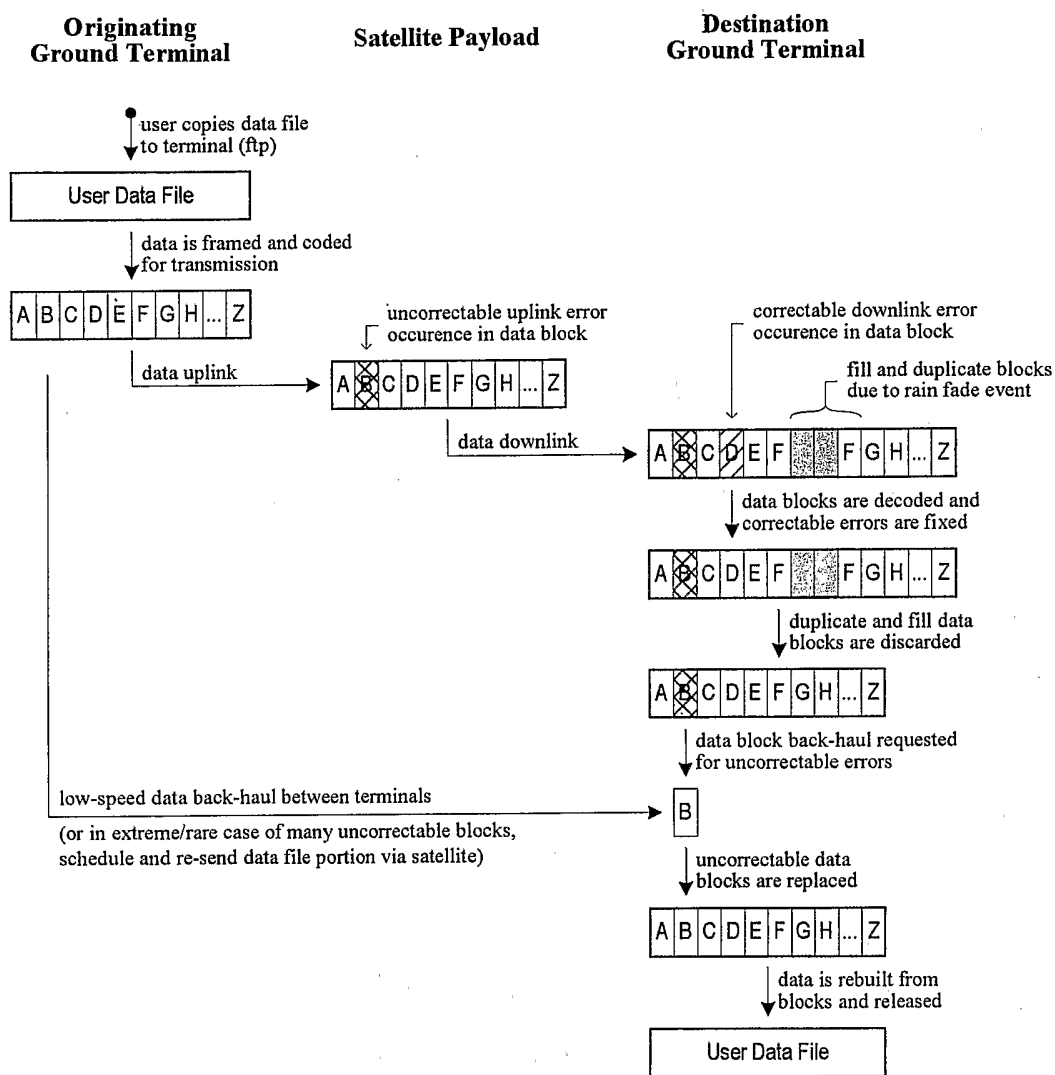 Originating
Ground Terminal
Satellite Payload
Destination
Ground Terminal
user copies data file
to terminal (ftp)
User Data File
data is framed and coded
for transmission
A B C D E F G H ... Z
data uplink
uncorrectable uplink error
occurence in data block
A B C D E F G H ... Z
data downlink
correctable downlink error
occurence in data block
fill and duplicate blocks
due to rain fade event
A B C D E F F G H ... Z
data blocks are decoded and
correctable errors are fixed
A B C D E F F G H ... Z
duplicate and fill data
blocks are discarded
A B C D E F G H ... Z
data block back-haul requested
for uncorrectable errors
low-speed data back-haul between terminals
B
(or in extreme/rare case of many uncorrectable blocks,
schedule and re-send data file portion via satellite)
uncorrectable data
blocks are replaced
A B C D E F G H ... Z
data is rebuilt from
blocks and released
User Data File